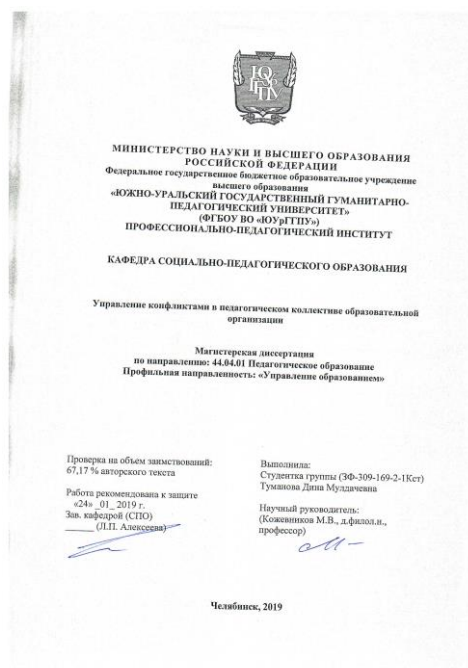 МИНИСТЕРСТВО НАУКИ И ВЫСШЕГО ОБРАЗОВАНИЯ
РОССИЙСКОЙ ФЕДЕРАЦИИ
Федеральное государственное бюджетное образовательное учреждение
высшего образования
«ЮЖНО-УРАЛЬСКИЙ ГОСУДАРСТВЕННЫЙ ГУМАНИТАРНО-
ПЕДАГОГИЧЕСКИЙ УНИВЕРСИТЕТ»
(ФГБОУ ВО «ЮУрГГПУ»)
ПРОФЕССИОНАЛЬНО-ПЕДАГОГИЧЕСКИЙ ИНСТИТУТ
КАФЕДРА СОЦИАЛЬНО-ПЕДАГОГИЧЕСКОГО ОБРАЗОВАНИЯ
Управление конфликтами в педагогическом коллективе образовательной
организации
Магистерская диссертация
по направлению: 44.04.01 Педагогическое образование
Профильная направленность: «Управление образованием»
Проверка на объем заимствований:
67,17 % авторского текста
Работа рекомендована к защите
«24» _01_ 2019 г.
Зав. кафедрой (СПО)
______ (Л.П. Алексеева)
Выполнила:
Студентка группы (ЗФ-309-169-2-1Кст)
Туманова Дина Мулдачевна
Научный руководитель:
(Кожевников М.В., д.филол.н.,
профессор)
Челябинск, 2019